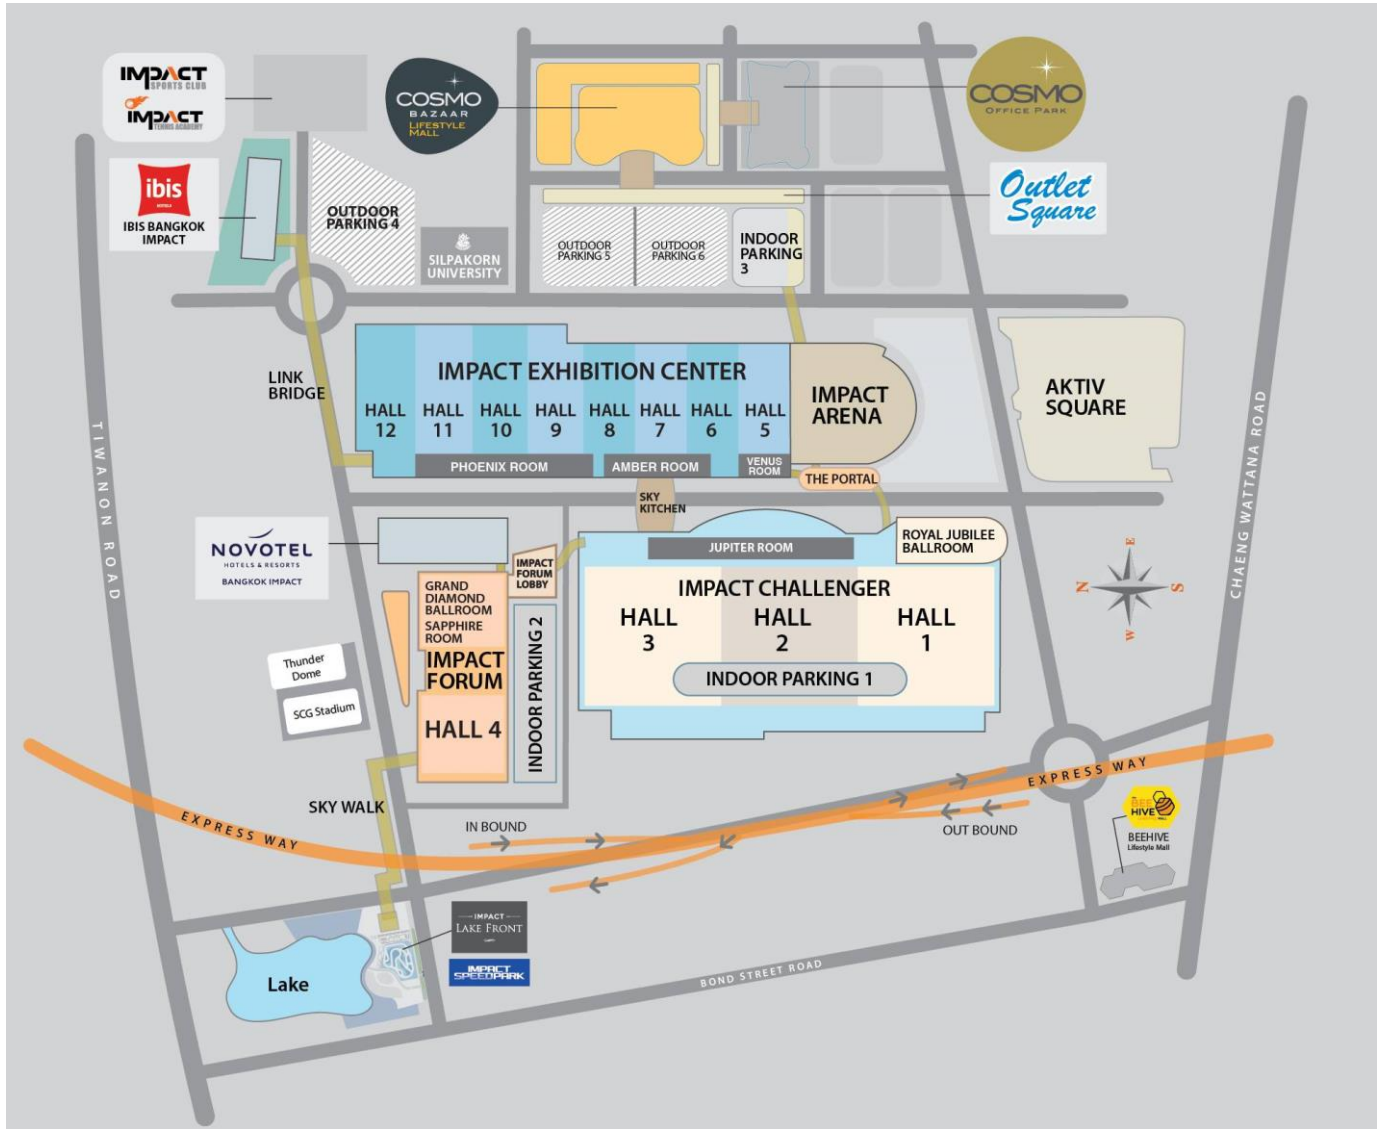 IMPACT
SPORTS CLUB
IMPACT
TENNIS ACADEMY
COSMO
BAZAAR
LIFESTYLE
MALL
COSMO
OFFICE PARK
ibis
HOTELS
IBIS BANGKOK
IMPACT
OUTDOOR
PARKING 4
SILPAKORN
UNIVERSITY
OUTDOOR
PARKING 5
OUTDOOR
PARKING 6
INDOOR
PARKING
3
Outlet
Square
LINK
BRIDGE
IMPACT EXHIBITION CENTER
HALL
12
HALL
11
HALL
10
HALL
9
HALL
8
HALL
7
HALL
6
HALL
5
IMPACT
ARENA
AKTIV
SQUARE
PHOENIX ROOM
AMBER ROOM
VENUS
ROOM
THE PORTAL
SKY
KITCHEN
TIWANON ROAD
CHAENG WATTANA ROAD
NOVOTEL
HOTELS & RESORTS
BANGKOK IMPACT
IMPACT
FORUM
LOBBY
JUPITER ROOM
ROYAL JUBILEE
BALLROOM
GRAND
DIAMOND
BALLROOM
SAPPHIRE
ROOM
IMPACT
FORUM
HALL 4
INDOOR PARKING 2
IMPACT CHALLENGER
HALL
3
HALL
2
HALL
1
INDOOR PARKING 1
E
N
S
W
Thunder
Dome
SCG Stadium
SKY WALK
EXPRESS WAY
IN BOUND
OUT BOUND
EXPRESS WAY
BEE
HIVE
BEEHIVE
Lifestyle Mall
IMPACT
LAKE FRONT
IMPACT
SPEEDPARK
Lake
BOND STREET ROAD